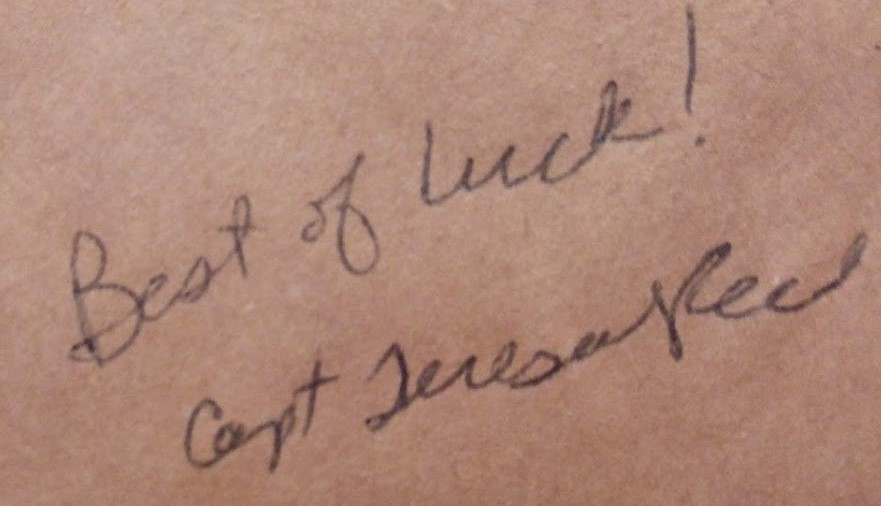 Best of Luck!
Capt Teresa Reed